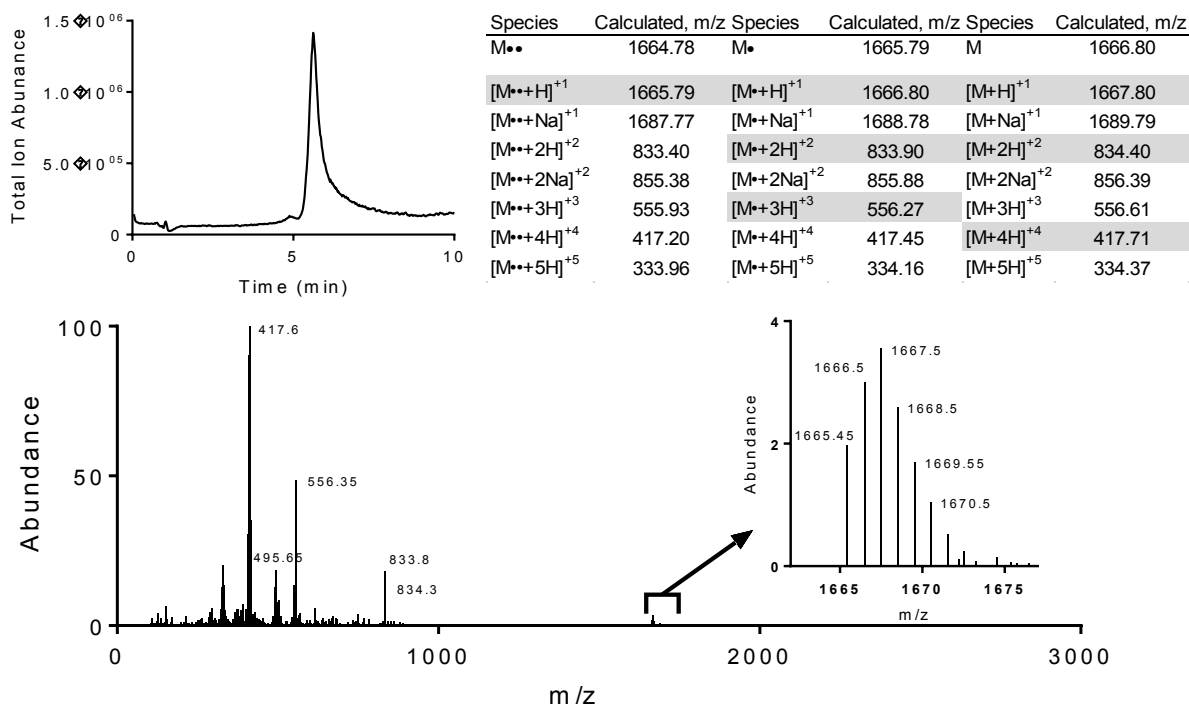 Total Ion Abunance
1.5�10 06
1.0�10 06
5.0�10 05
0
0 5 10
Time (min)
Species Calculated, m/z Species Calculated, m/z Species Calculated, m/z
M•• 1664.78 M• 1665.79 M 1666.80
[M••+H]+1 1665.79 [M•+H]+1 1666.80 [M+H]+1 1667.80
[M••+Na]+1 1687.77 [M•+Na]+1 1688.78 [M+Na]+1 1689.79
[M••+2H]+2 833.40 [M•+2H]+2 833.90 [M+2H]+2 834.40
[M••+2Na]+2 855.38 [M•+2Na]+2 855.88 [M+2Na]+2 856.39
[M••+3H]+3 555.93 [M•+3H]+3 556.27 [M+3H]+3 556.61
[M••+4H]+4 417.20 [M•+4H]+4 417.45 [M+4H]+4 417.71
[M••+5H]+5 333.96 [M•+5H]+5 334.16 [M+5H]+5 334.37
Abundance
100
50
0
417.6
556.35
495.65
833.8
834.3
0 1000 2000 3000
m/z
Abundance
4
2
0
1667.5
1666.5
1668.5
1665.45
1669.55
1670.5
1665 1670 1675
m/z